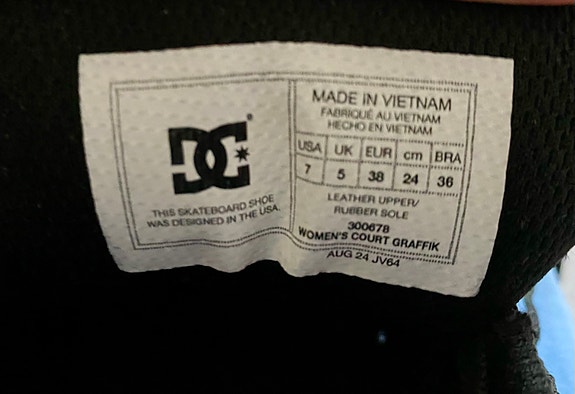 DC®
THIS SKATEBOARD SHOE
WAS DESIGNED IN THE USA.
MADE IN VIETNAM
FABRIQUÉ AU VIETNAM
HECHO EN VIETNAM
USA UK EUR cm BRA
7 5 38 24 36
LEATHER UPPER/
RUBBER SOLE
300678
WOMEN'S COURT GRAFFIK
AUG 24 JV64